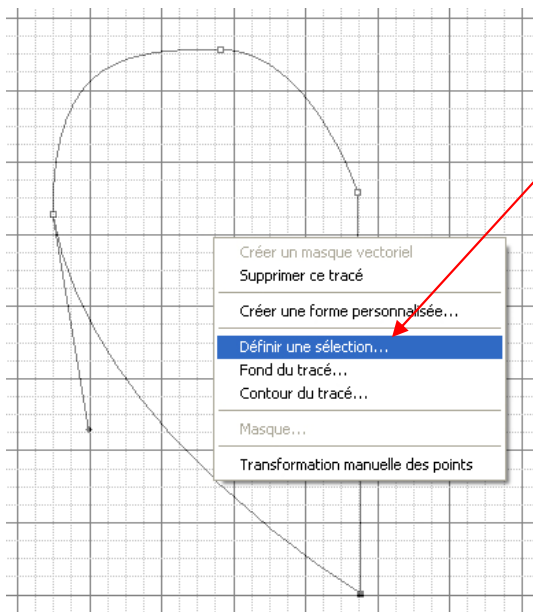 Créer un masque vectoriel
Supprimer ce tracé
Créer une forme personnalisée...
Définir une sélection...
Fond du tracé...
Contour du tracé...
Masque...
Transformation manuelle des points